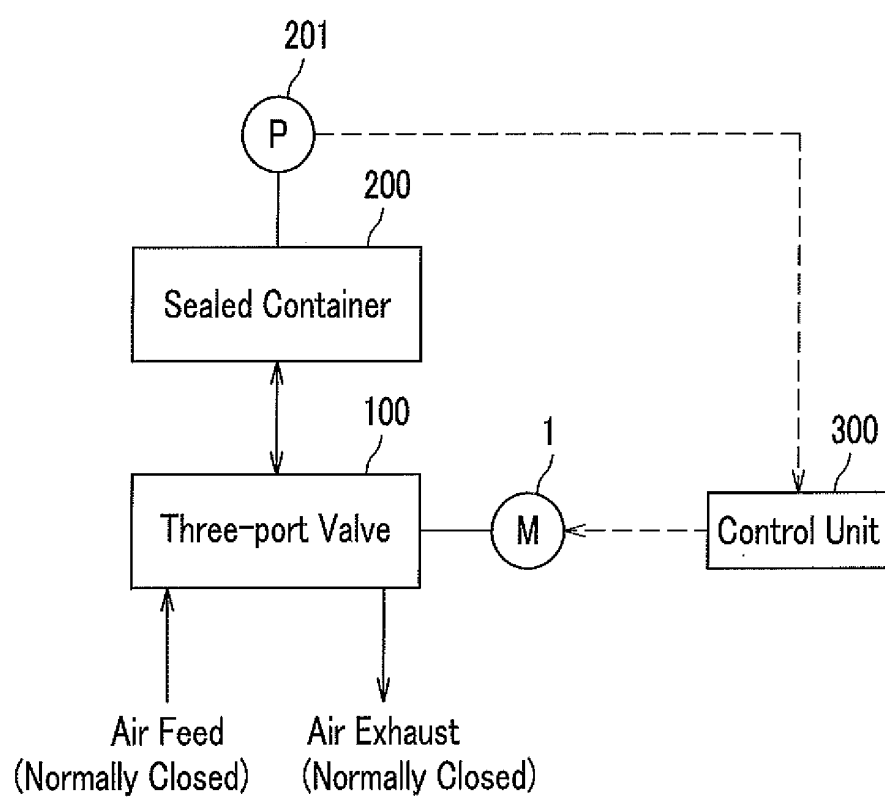 201
P
200
Sealed Container
100
1
300
Three-port Valve
M
Control Unit
Air Feed
(Normally Closed)
Air Exhaust
(Normally Closed)